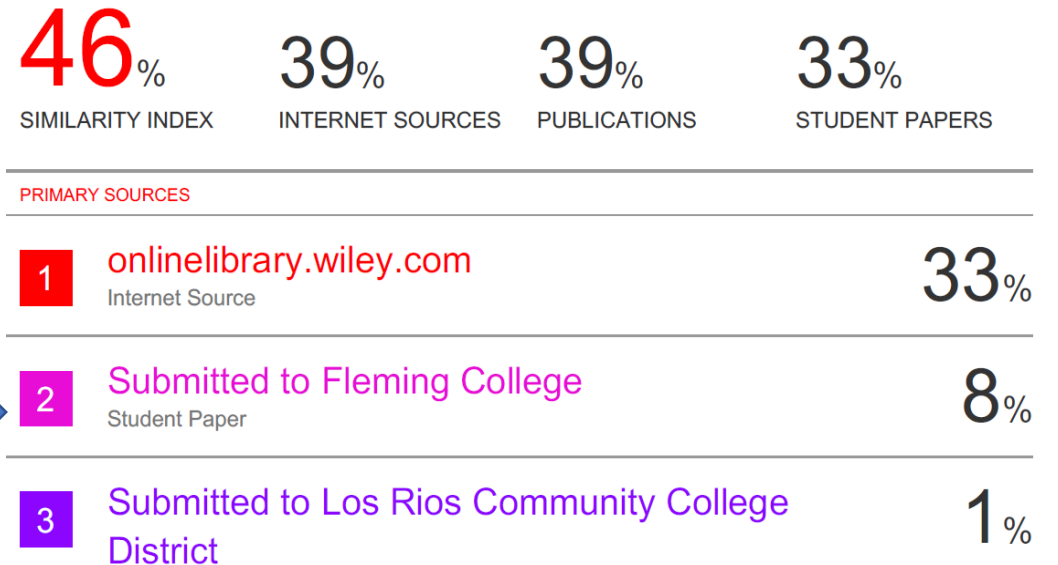 46% 39% 39% 33%
SIMILARITY INDEX INTERNET SOURCES PUBLICATIONS STUDENT PAPERS
PRIMARY SOURCES
1 onlinelibrary.wiley.com 33%
Internet Source
2 Submitted to Fleming College 8%
Student Paper
3 Submitted to Los Rios Community College 1%
District